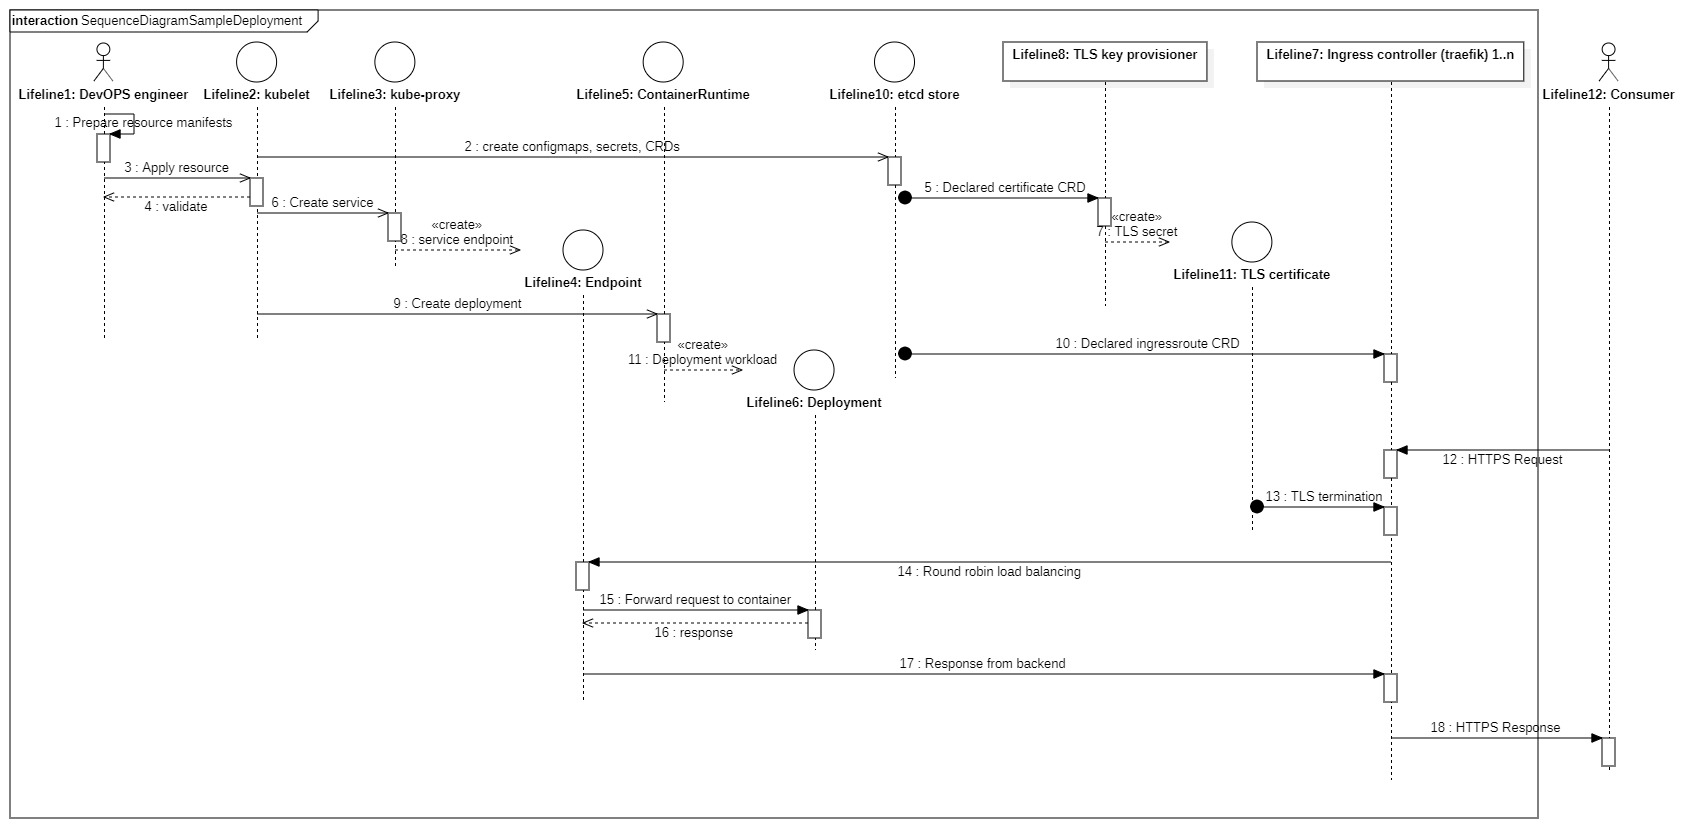 interaction SequenceDiagramSampleDeployment
Lifeline8: TLS key provisioner
Lifeline7: Ingress controller (traefik) 1..n
Lifeline1: DevOPS engineer
Lifeline2: kubelet
Lifeline3: kube-proxy
Lifeline5: ContainerRuntime
Lifeline10: etcd store
Lifeline12: Consumer
1 : Prepare resource manifests
2 : create configmaps, secrets, CRDs
3 : Apply resource
5 : Declared certificate CRD
4 : validate
6 : Create service
«create»
8 : service endpoint
«create»
7 : TLS secret
Lifeline4: Endpoint
Lifeline11: TLS certificate
9 : Create deployment
«create»
11 : Deployment workload
10 : Declared ingressroute CRD
Lifeline6: Deployment
12 : HTTPS Request
13 : TLS termination
14 : Round robin load balancing
15 : Forward request to container
16 : response
17 : Response from backend
18 : HTTPS Response